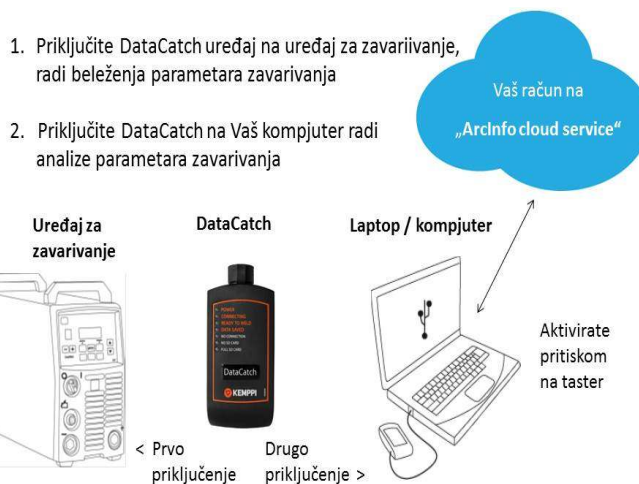 1. Priključite DataCatch uređaj na uređaj za zavariivanje,
radi beleženja parametara zavarivanja
2. Priključite DataCatch na Vaš kompjuter radi
analize parametara zavarivanja
Vaš račun na
„ArcInfo cloud service“
Uređaj za
zavarivanje
DataCatch
Laptop / kompjuter
POWER
CONNECTING
READY TO WELD
DATA SAVED
NO CONNECTION
NO SD CARD
FULL SD CARD
DataCatch
KEMPPI
Aktivirate
pritiskom
na taster
< Prvo
priključenje
Drugo
priključenje >